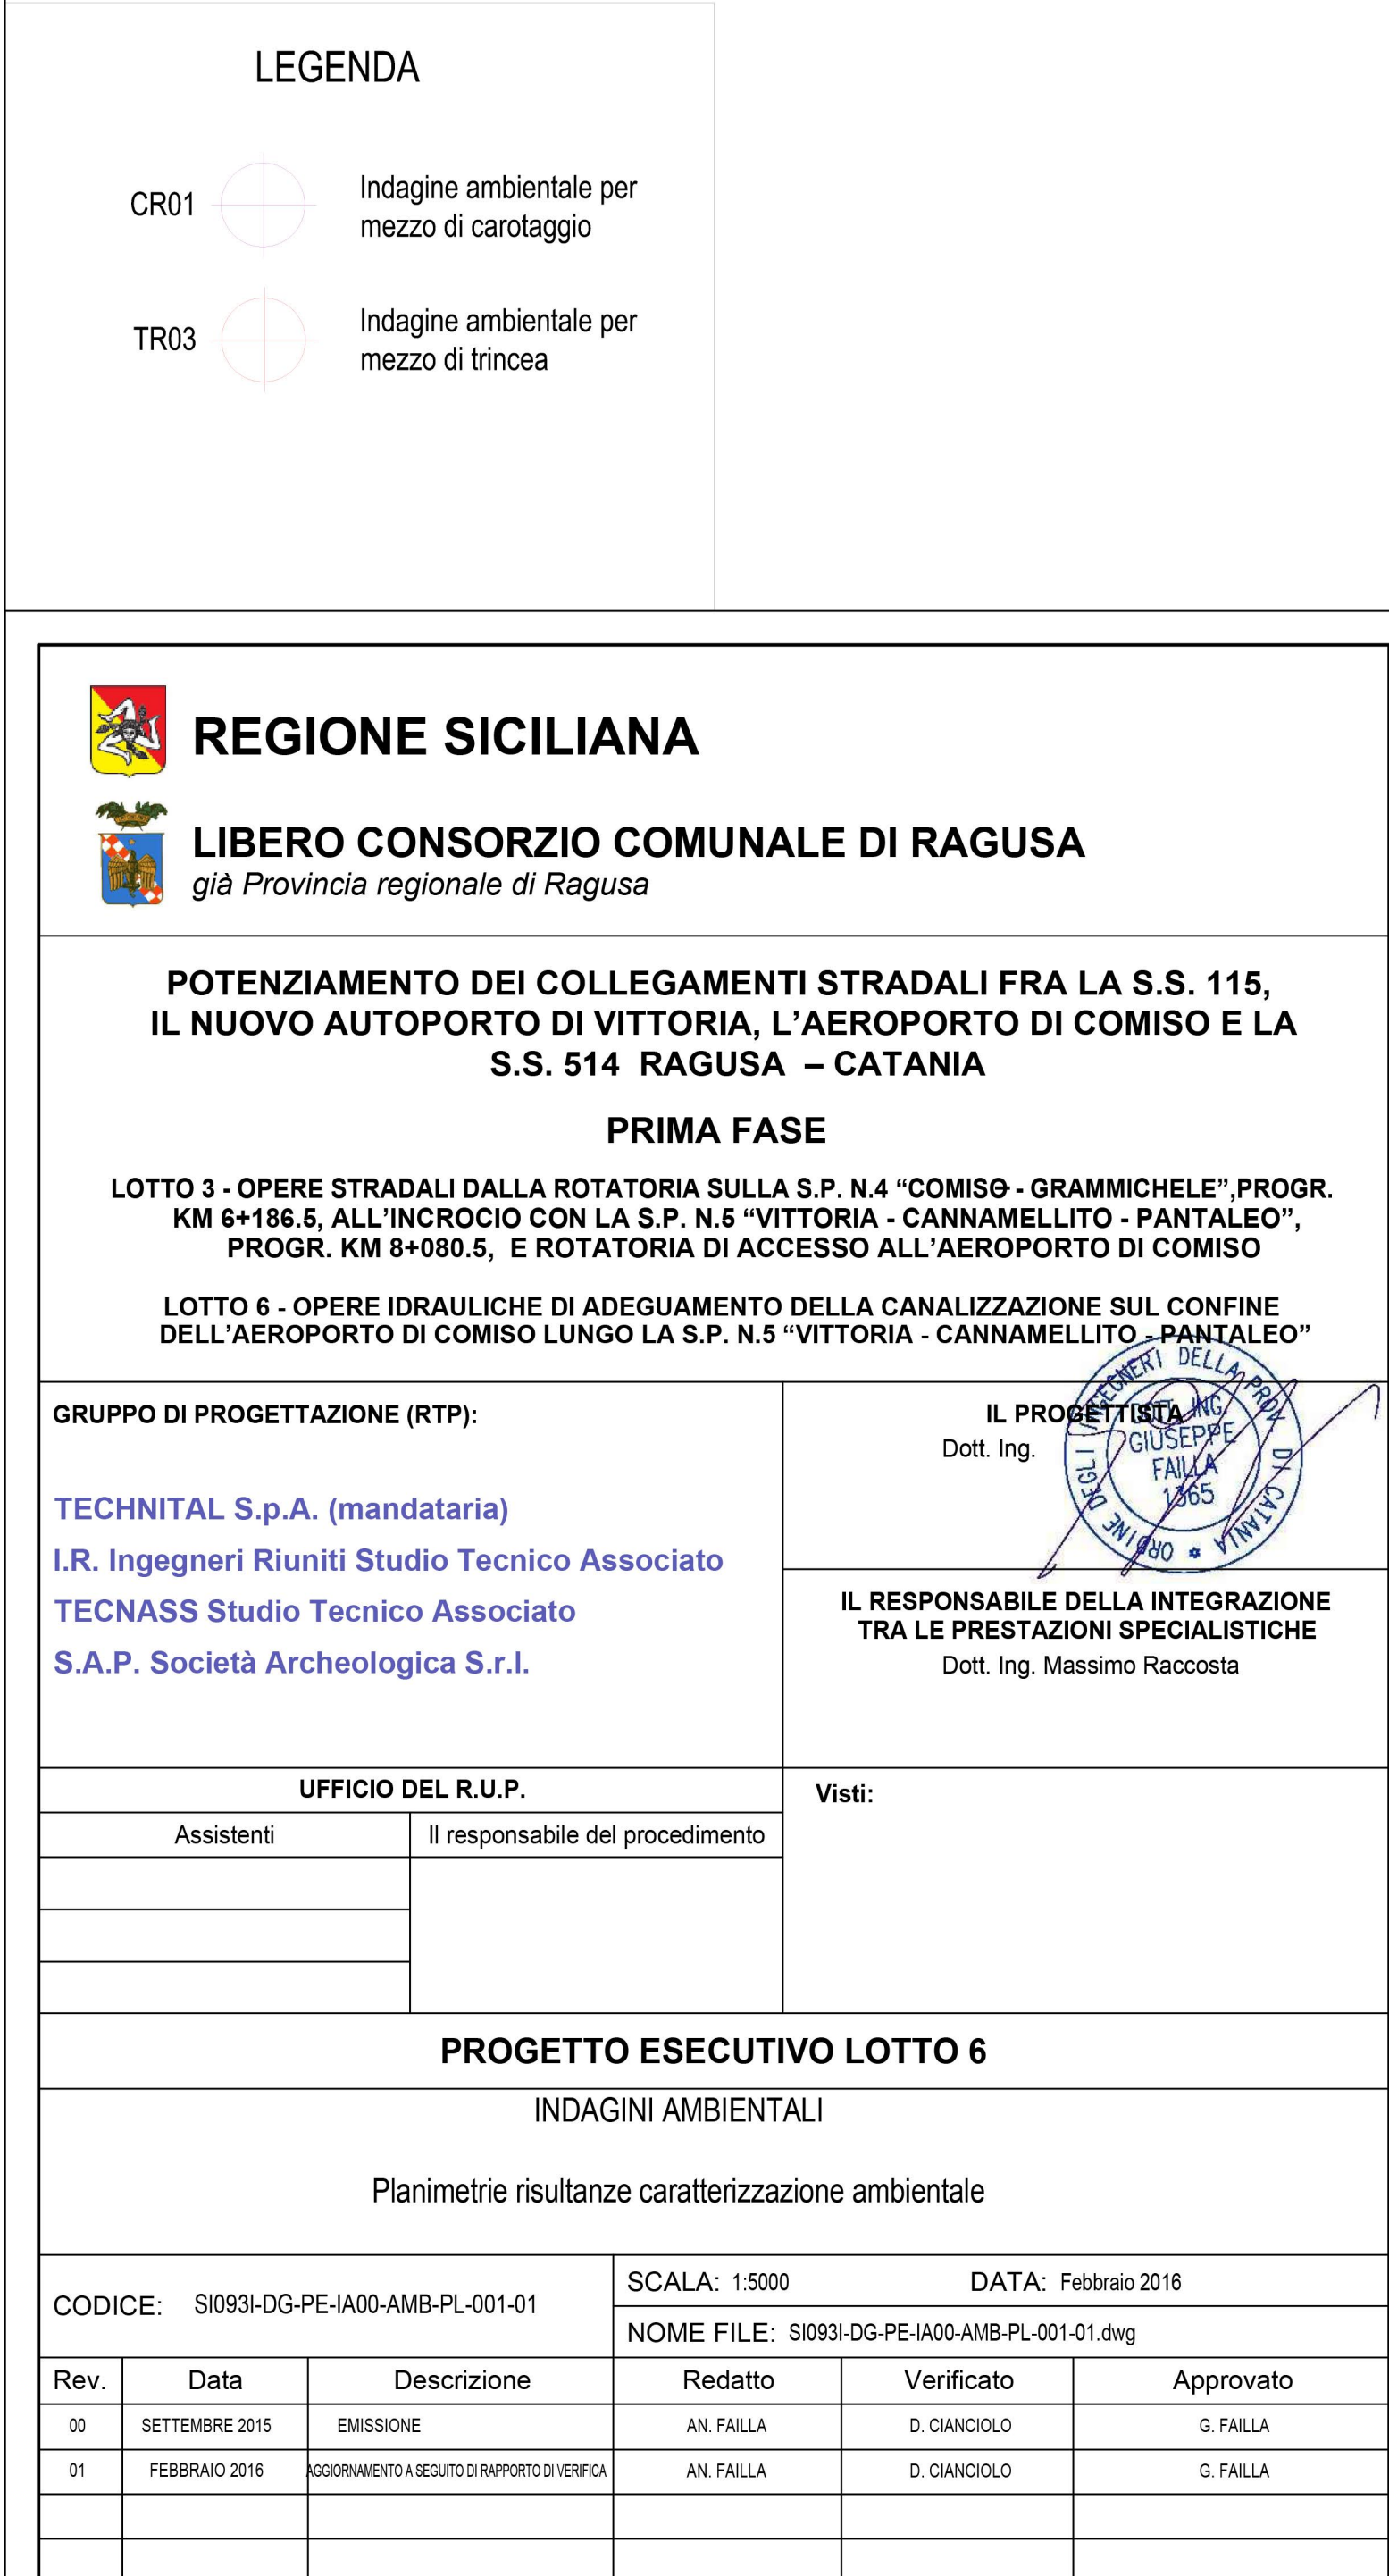 LEGENDA
CR01
Indagine ambientale per
mezzo di carotaggio
TR03
Indagine ambientale per
mezzo di trincea
REGIONE SICILIANA
LIBERO CONSORZIO COMUNALE DI RAGUSA
già Provincia regionale di Ragusa
POTENZIAMENTO DEI COLLEGAMENTI STRADALI FRA LA S.S. 115,
IL NUOVO AUTOPORTO DI VITTORIA, L’AEROPORTO DI COMISO E LA
S.S. 514 RAGUSA – CATANIA
PRIMA FASE
LOTTO 3 - OPERE STRADALI DALLA ROTATORIA SULLA S.P. N.4 “COMISO - GRAMMICHELE”,PROGR.
KM 6+186.5, ALL’INCROCIO CON LA S.P. N.5 “VITTORIA - CANNAMELLITO - PANTALEO”,
PROGR. KM 8+080.5, E ROTATORIA DI ACCESSO ALL’AEROPORTO DI COMISO
LOTTO 6 - OPERE IDRAULICHE DI ADEGUAMENTO DELLA CANALIZZAZIONE SUL CONFINE
DELL’AEROPORTO DI COMISO LUNGO LA S.P. N.5 “VITTORIA - CANNAMELLITO - PANTALEO”
GRUPPO DI PROGETTAZIONE (RTP):
TECHNITAL S.p.A. (mandataria)
I.R. Ingegneri Riuniti Studio Tecnico Associato
TECNASS Studio Tecnico Associato
S.A.P. Società Archeologica S.r.l.
IL PROGETTISTA
Dott. Ing.
ORDINE DEGLI INGEGNERI DELLA PROV. DI CATANIA
DOTT. ING.
GIUSEPPE
FAILLA
1365
IL RESPONSABILE DELLA INTEGRAZIONE
TRA LE PRESTAZIONI SPECIALISTICHE
Dott. Ing. Massimo Raccosta
UFFICIO DEL R.U.P.
Assistenti
Il responsabile del procedimento
Visti:
PROGETTO ESECUTIVO LOTTO 6
INDAGINI AMBIENTALI
Planimetrie risultanze caratterizzazione ambientale
CODICE: SI093I-DG-PE-IA00-AMB-PL-001-01
SCALA: 1:5000 DATA: Febbraio 2016
NOME FILE: SI093I-DG-PE-IA00-AMB-PL-001-01.dwg
Rev. Data Descrizione Redatto Verificato Approvato
00 SETTEMBRE 2015 EMISSIONE AN. FAILLA D. CIANCIOLO G. FAILLA
01 FEBBRAIO 2016 AGGIORNAMENTO A SEGUITO DI RAPPORTO DI VERIFICA AN. FAILLA D. CIANCIOLO G. FAILLA